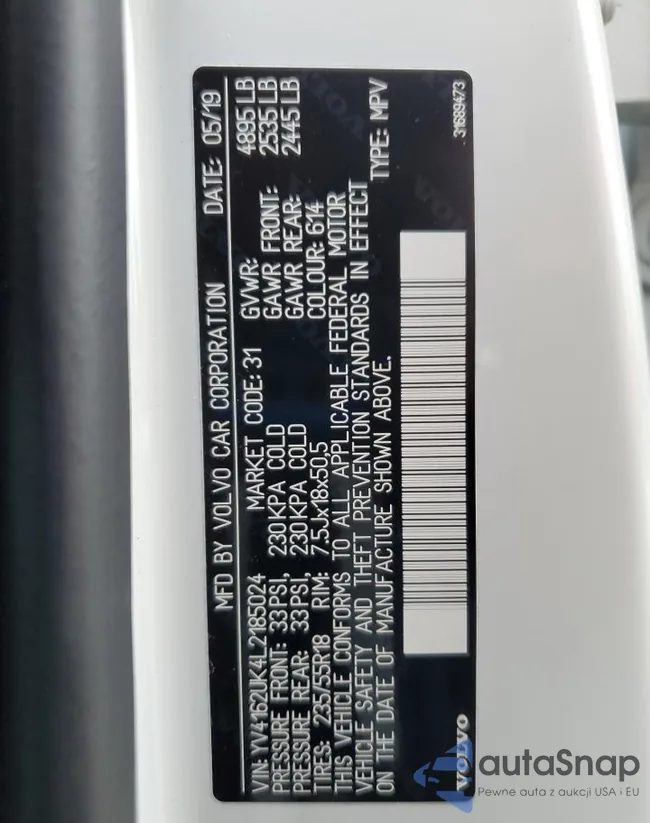 MFD BY VOLVO CAR CORPORATION DATE: 05/19
VIN: YV4162UK4L2185024 MARKET CODE: 31 GVWR: 4895 LB
PRESSURE FRONT: 33 PSI, 230 KPA COLD GAWR FRONT: 2535 LB
PRESSURE REAR: 33 PSI, 230 KPA COLD GAWR REAR: 2445 LB
TIRES: 235/55R18 RIM: 7.5Jx18x50,5 COLOUR: 614
THIS VEHICLE CONFORMS TO ALL APPLICABLE FEDERAL MOTOR
VEHICLE SAFETY AND THEFT PREVENTION STANDARDS IN EFFECT
ON THE DATE OF MANUFACTURE SHOWN ABOVE. TYPE: MPV
VOLVO 31689473
autaSnap
Pewne auta z aukcji USA i EU